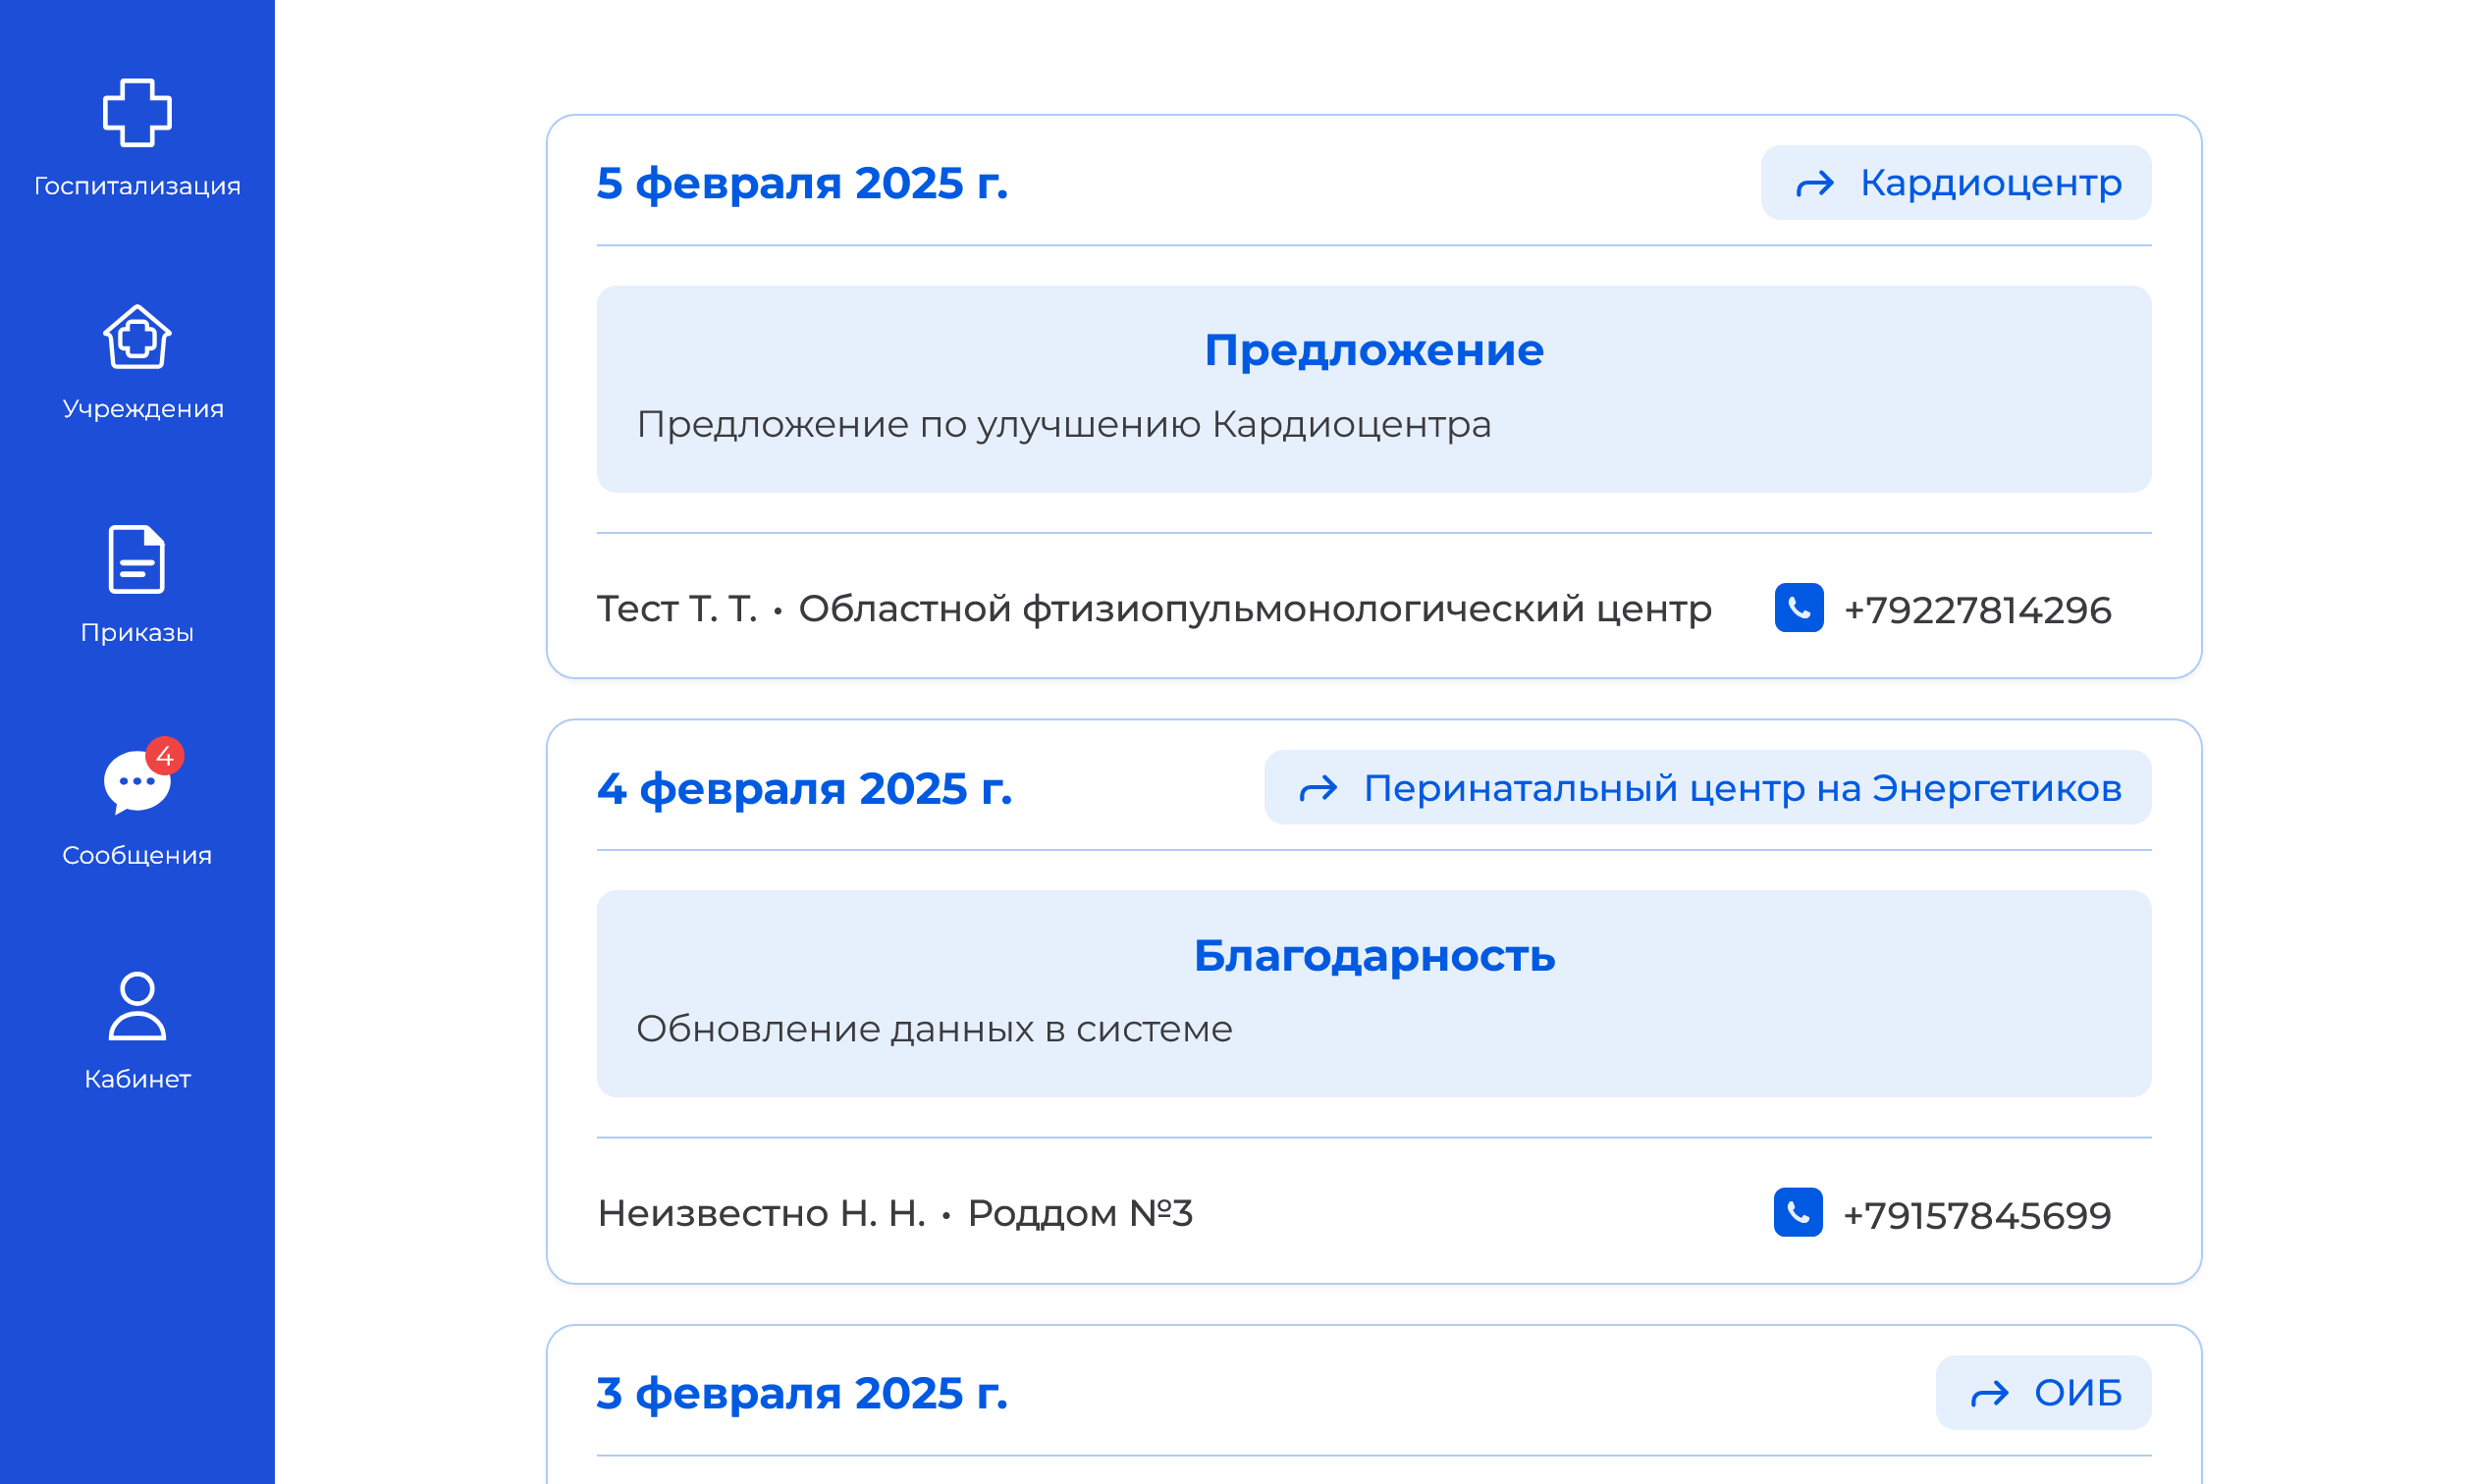 Госпитализация
Учреждения
Приказы
4
Сообщения
Кабинет
5 февраля 2025 г.
Кардиоцентр
Предложение
Предложение по улучшению Кардиоцентра
Тест Т. Т. • Областной фтизиопульмонологический центр
+79227814296
4 февраля 2025 г.
Перинатальный центр на Энергетиков
Благодарность
Обновление данных в системе
Неизвестно Н. Н. • Роддом №3
+79157845699
3 февраля 2025 г.
ОИБ